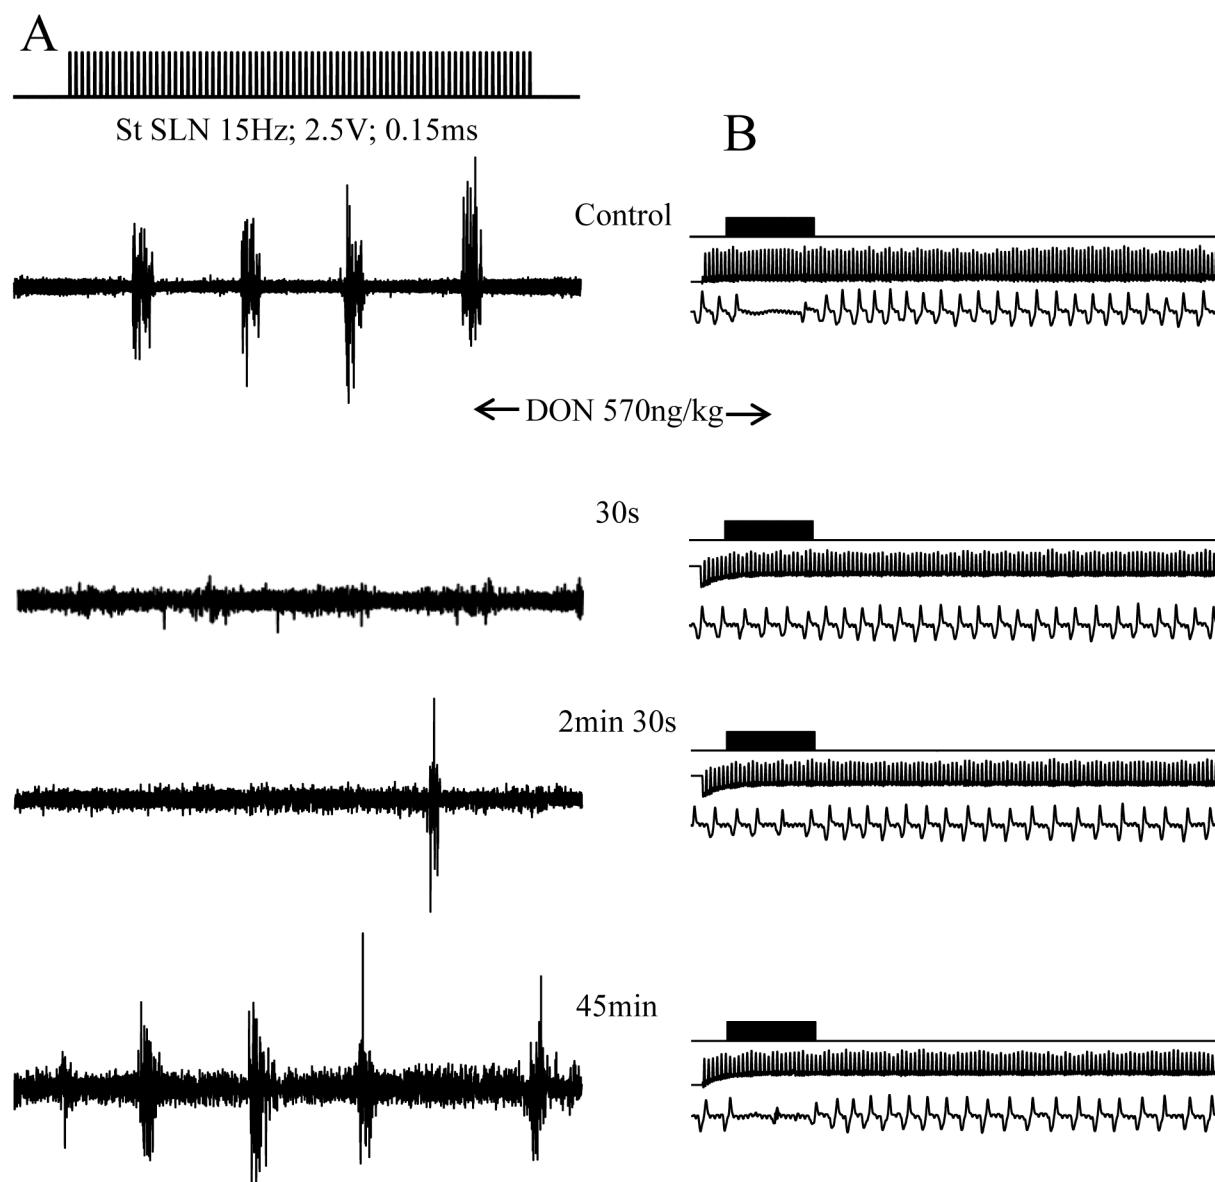 A
St SLN 15Hz; 2.5V; 0.15ms
B
Control
DON 570ng/kg
30s
2min 30s
45min